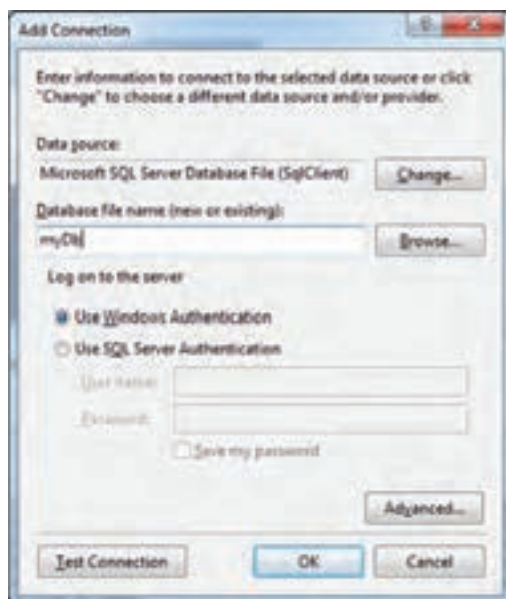 Add Connection
Enter information to connect to the selected data source or click
"Change" to choose a different data source and/or provider.
Data source:
Microsoft SQL Server Database File (SqlClient)
Change...
Database file name (new or existing):
myDb
Browse...
Log on to the server
Use Windows Authentication
Use SQL Server Authentication
User name:
Password:
Save my password
Advanced...
Test Connection
OK
Cancel